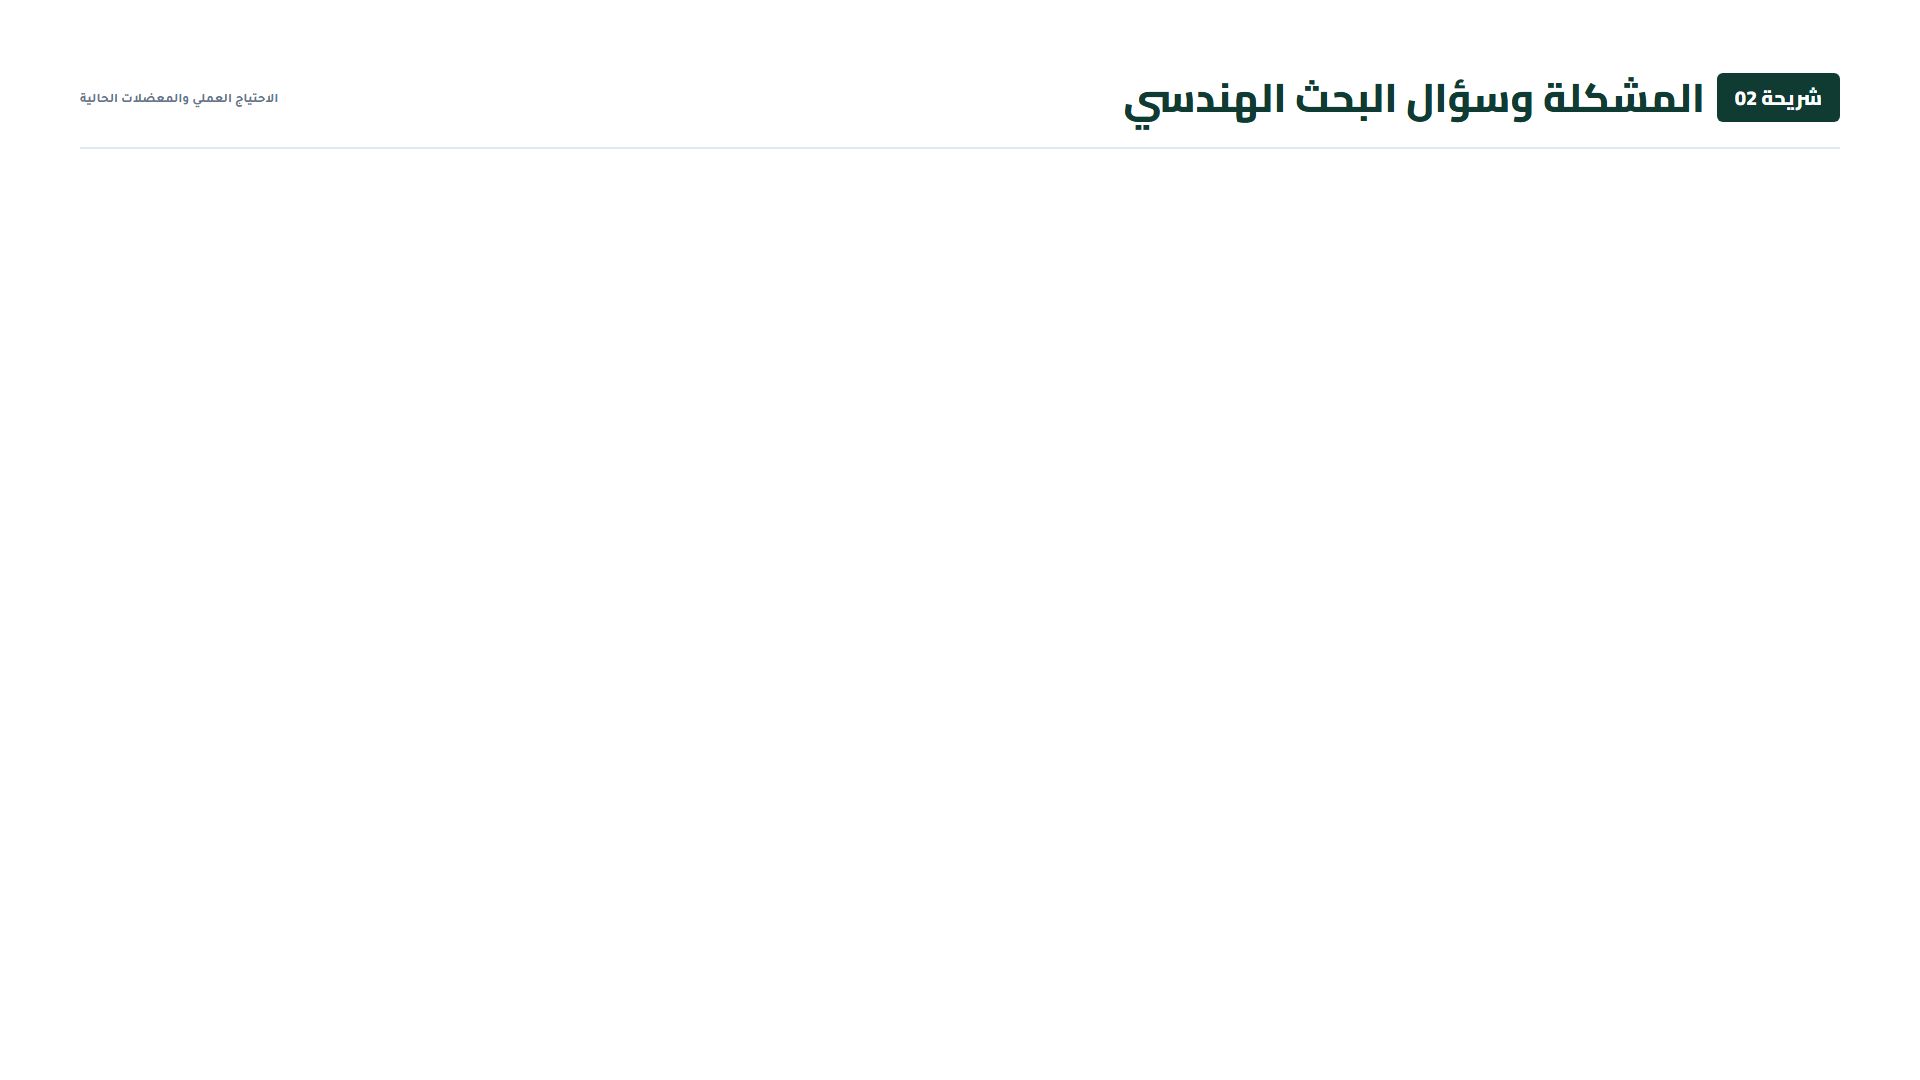 شريحة 02
المشكلة وسؤال البحث الهندسي
الاحتياج العملي والمعضلات الحالية